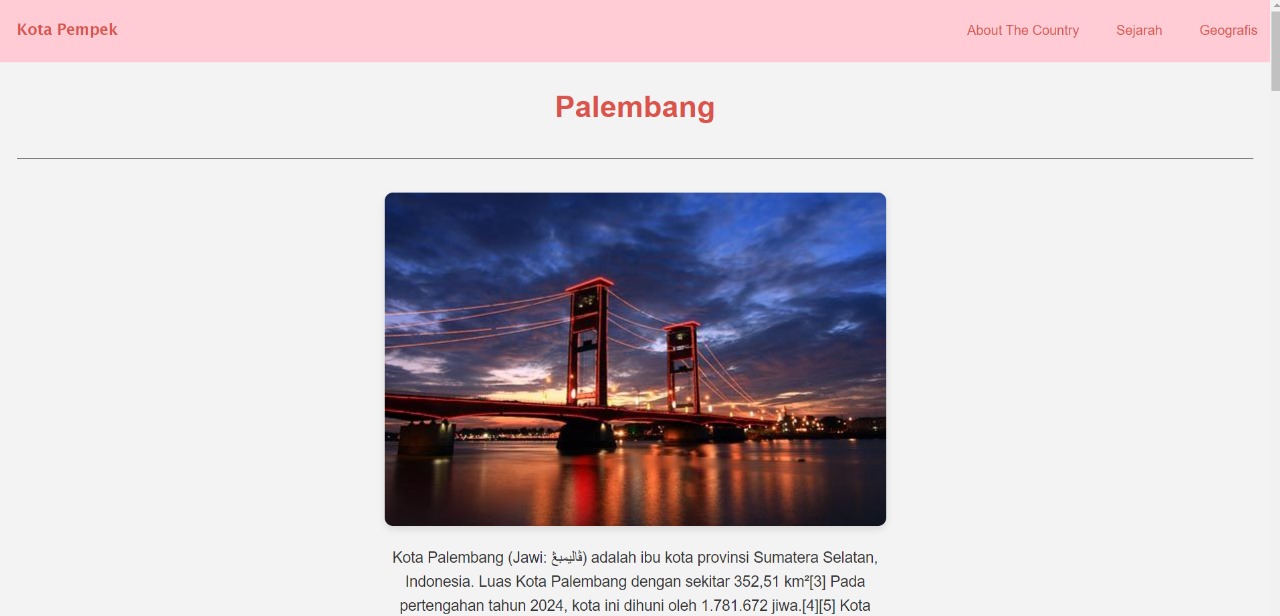 Kota Pempek
About The Country
Sejarah
Geografis
Palembang
Kota Palembang (Jawi: ڤاليمبڠ) adalah ibu kota provinsi Sumatera Selatan,
Indonesia. Luas Kota Palembang dengan sekitar 352,51 km²[3] Pada
pertengahan tahun 2024, kota ini dihuni oleh 1.781.672 jiwa.[4][5] Kota